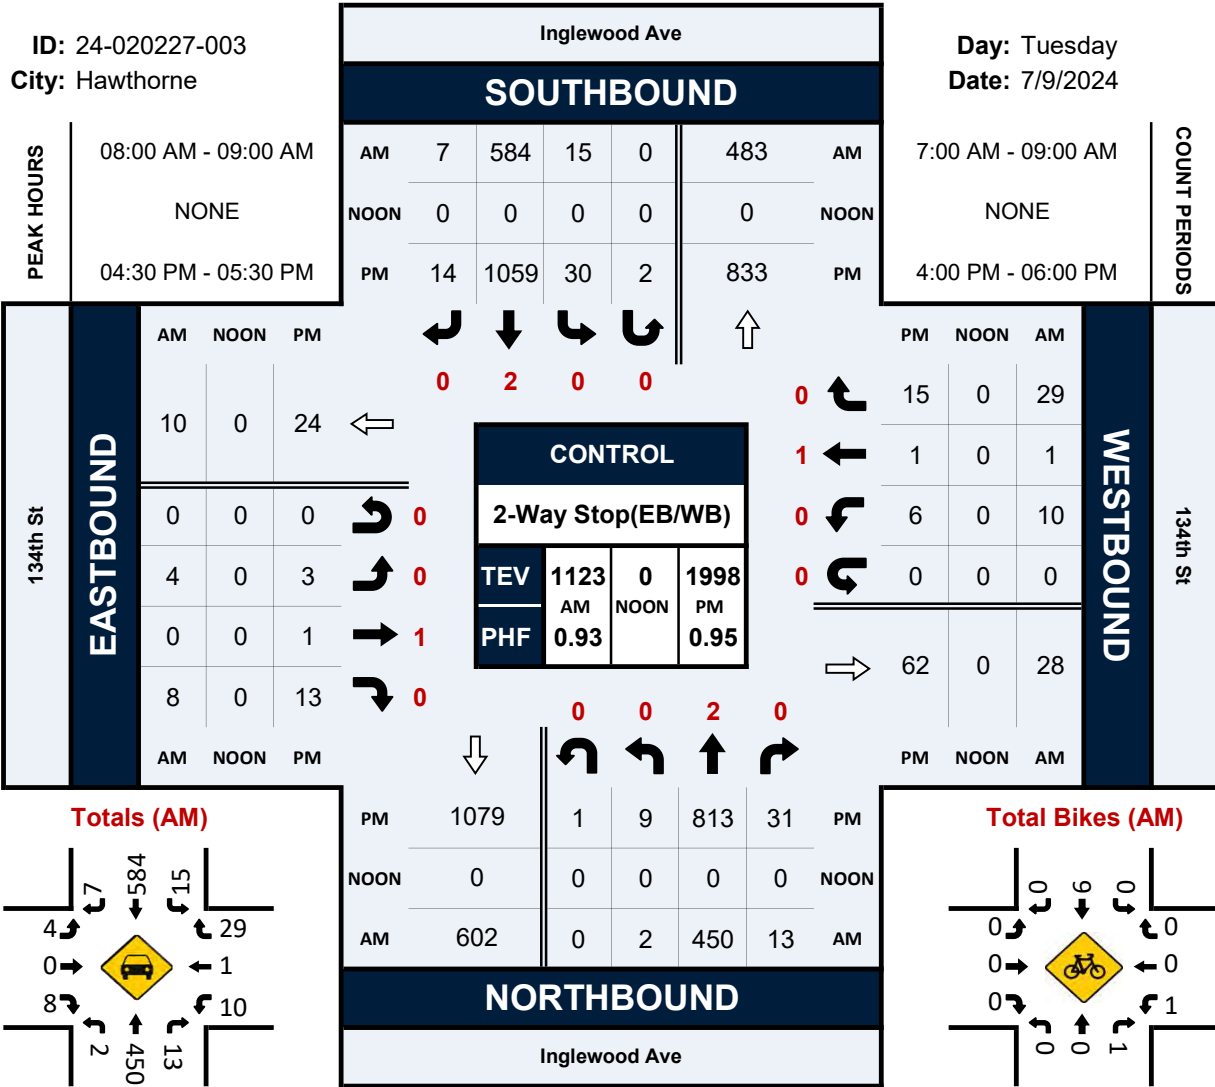 Inglewood Ave
ID: 24-020227-003
Day: Tuesday
City: Hawthorne
Date: 7/9/2024
SOUTHBOUND
PEAK HOURS
08:00 AM - 09:00 AM
NONE
04:30 PM - 05:30 PM
AM 7 584 15 0 483 AM
NOON 0 0 0 0 0 NOON
PM 14 1059 30 2 833 PM
7:00 AM - 09:00 AM
NONE
4:00 PM - 06:00 PM
COUNT PERIODS
0 2 0 0
134th St
EASTBOUND
AM NOON PM
10 0 24
0 0 0 0
4 0 3 0
0 0 1 1
8 0 13 0
AM NOON PM
CONTROL
2-Way Stop(EB/WB)
TEV 1123 0 1998
AM NOON PM
PHF 0.93 0.95
PM NOON AM
0 15 0 29
1 1 0 1
0 6 0 10
0 0 0 0
62 0 28
PM NOON AM
WESTBOUND
134th St
0 0 2 0
PM 1079 1 9 813 31 PM
NOON 0 0 0 0 0 NOON
AM 602 0 2 450 13 AM
NORTHBOUND
Inglewood Ave
Totals (AM)
7 584 15
4 29
0 1
8 10
2 450 13
Total Bikes (AM)
0 9 0
0 0
0 0
0 1
0 0 1